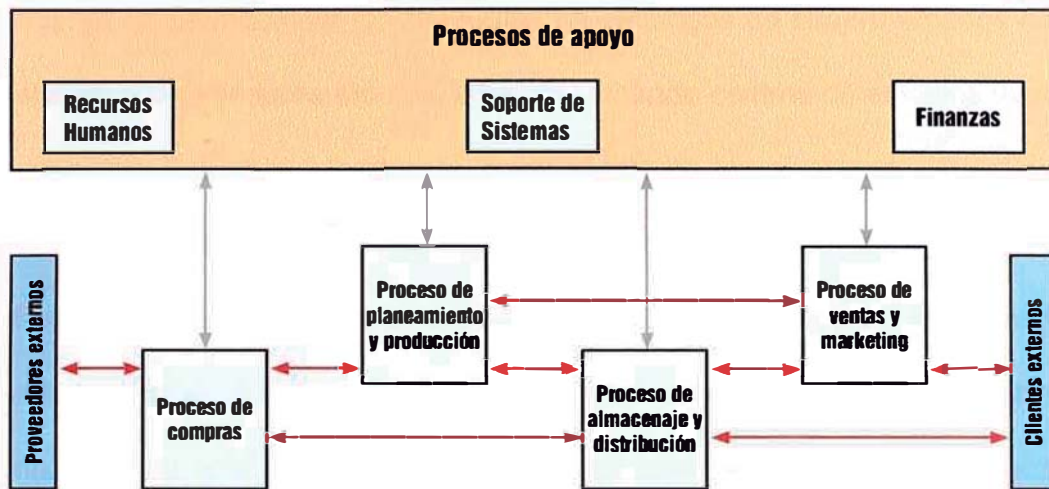 Procesos de apoyo
Recursos
Humanos
Soporte de
Sistemas
Finanzas
Proveedores externos
Proceso de
compras
Proceso de
planeamiento
y producción
Proceso de
almacenaje y
distribución
Proceso de
ventas y
marketing
Clientes externos